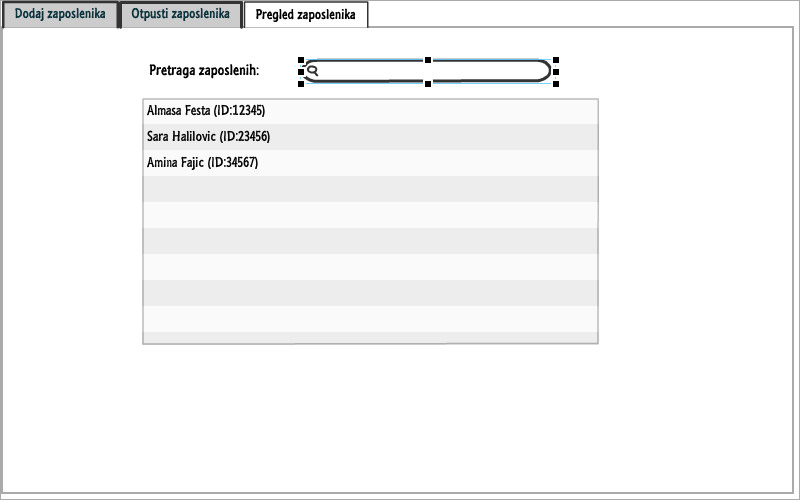 Dodaj zaposlenika Otpusti zaposlenika Pregled zaposlenika
Pretraga zaposlenih:
Almasa Festa (ID:12345)
Sara Halilovic (ID:23456)
Amina Fajic (ID:34567)